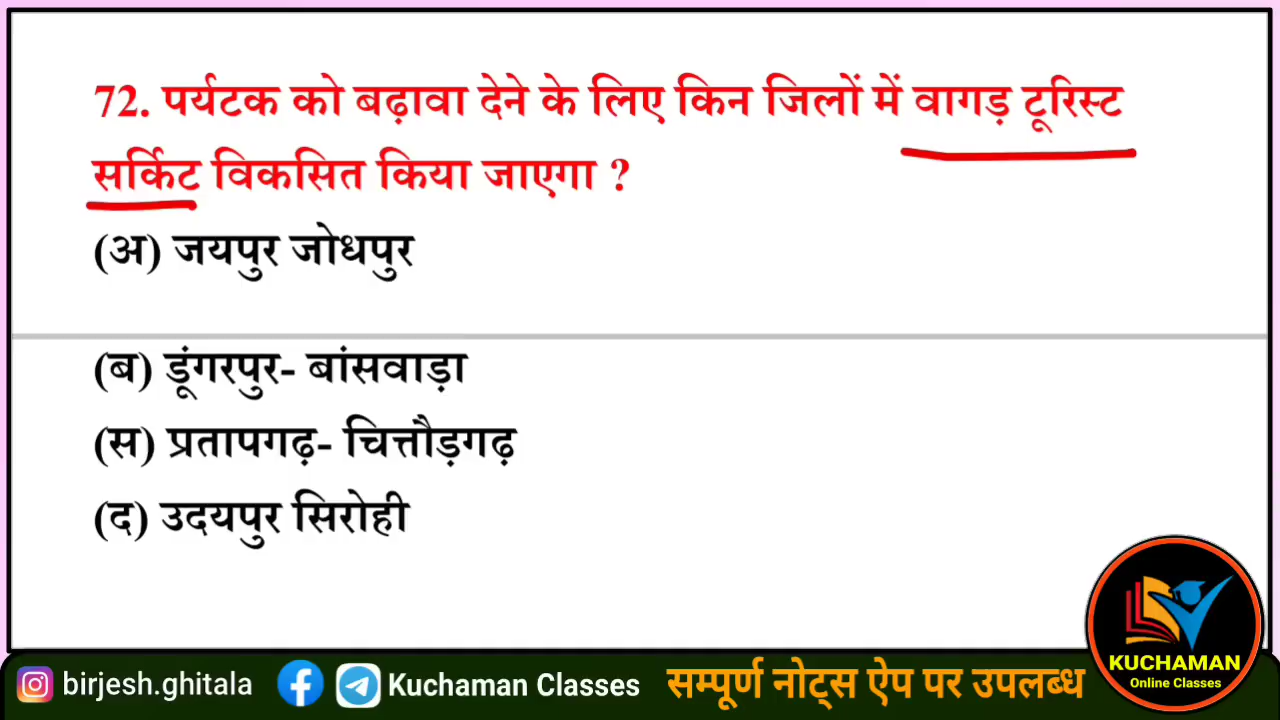 72. पर्यटक को बढ़ावा देने के लिए किन जिलों में वागड़ टूरिस्ट
सर्किट विकसित किया जाएगा ?
(अ) जयपुर जोधपुर
(ब) डूंगरपुर- बांसवाड़ा
(स) प्रतापगढ़- चित्तौड़गढ़
(द) उदयपुर सिरोही
KUCHAMAN
Online Classes
birjesh.ghitala Kuchaman Classes सम्पूर्ण नोट्स ऐप पर उपलब्ध